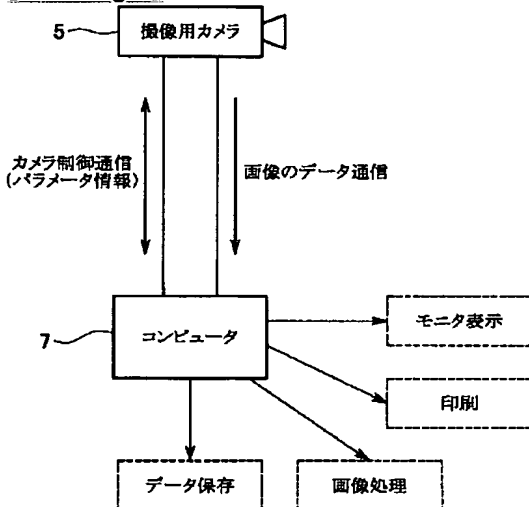 5
撮像用カメラ
カメラ制御通信
(パラメータ情報)
画像のデータ通信
7
コンピュータ
モニタ表示
印刷
データ保存
画像処理